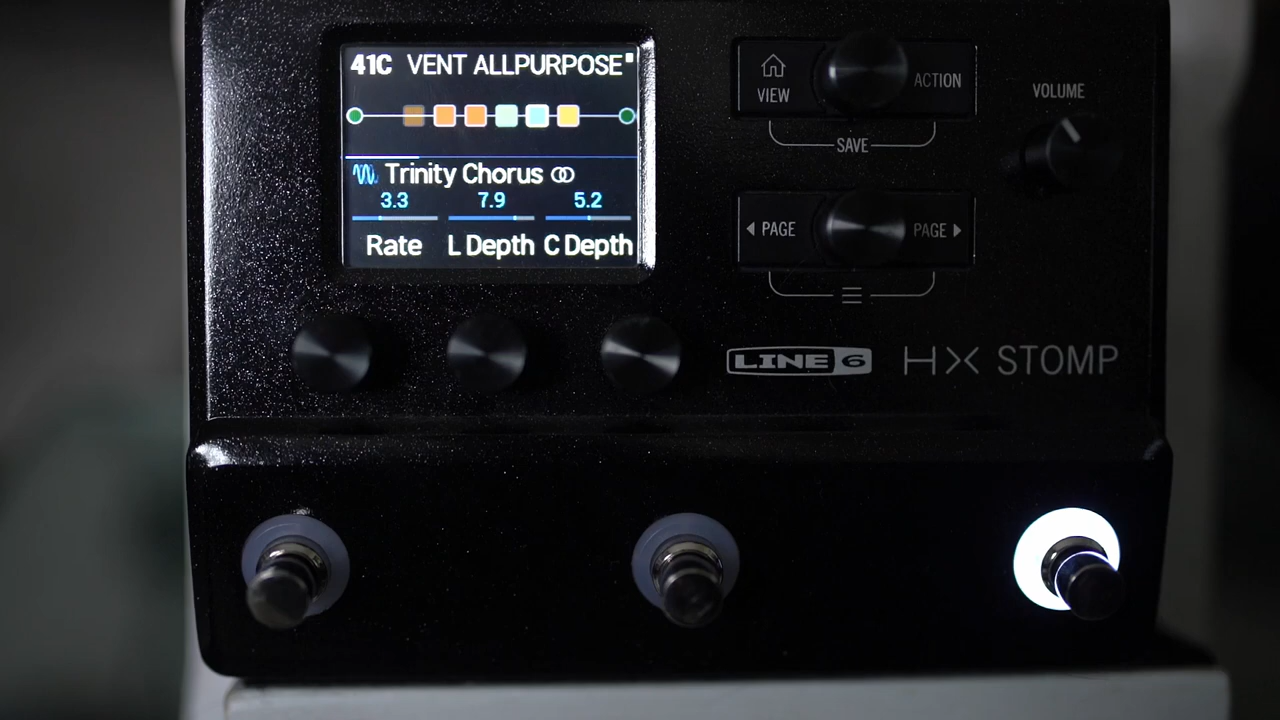 41C VENT ALLPURPOSE
Trinity Chorus
3.3 7.9 5.2
Rate L Depth C Depth
VIEW
ACTION
SAVE
PAGE
PAGE
VOLUME
LINE 6
HX STOMP